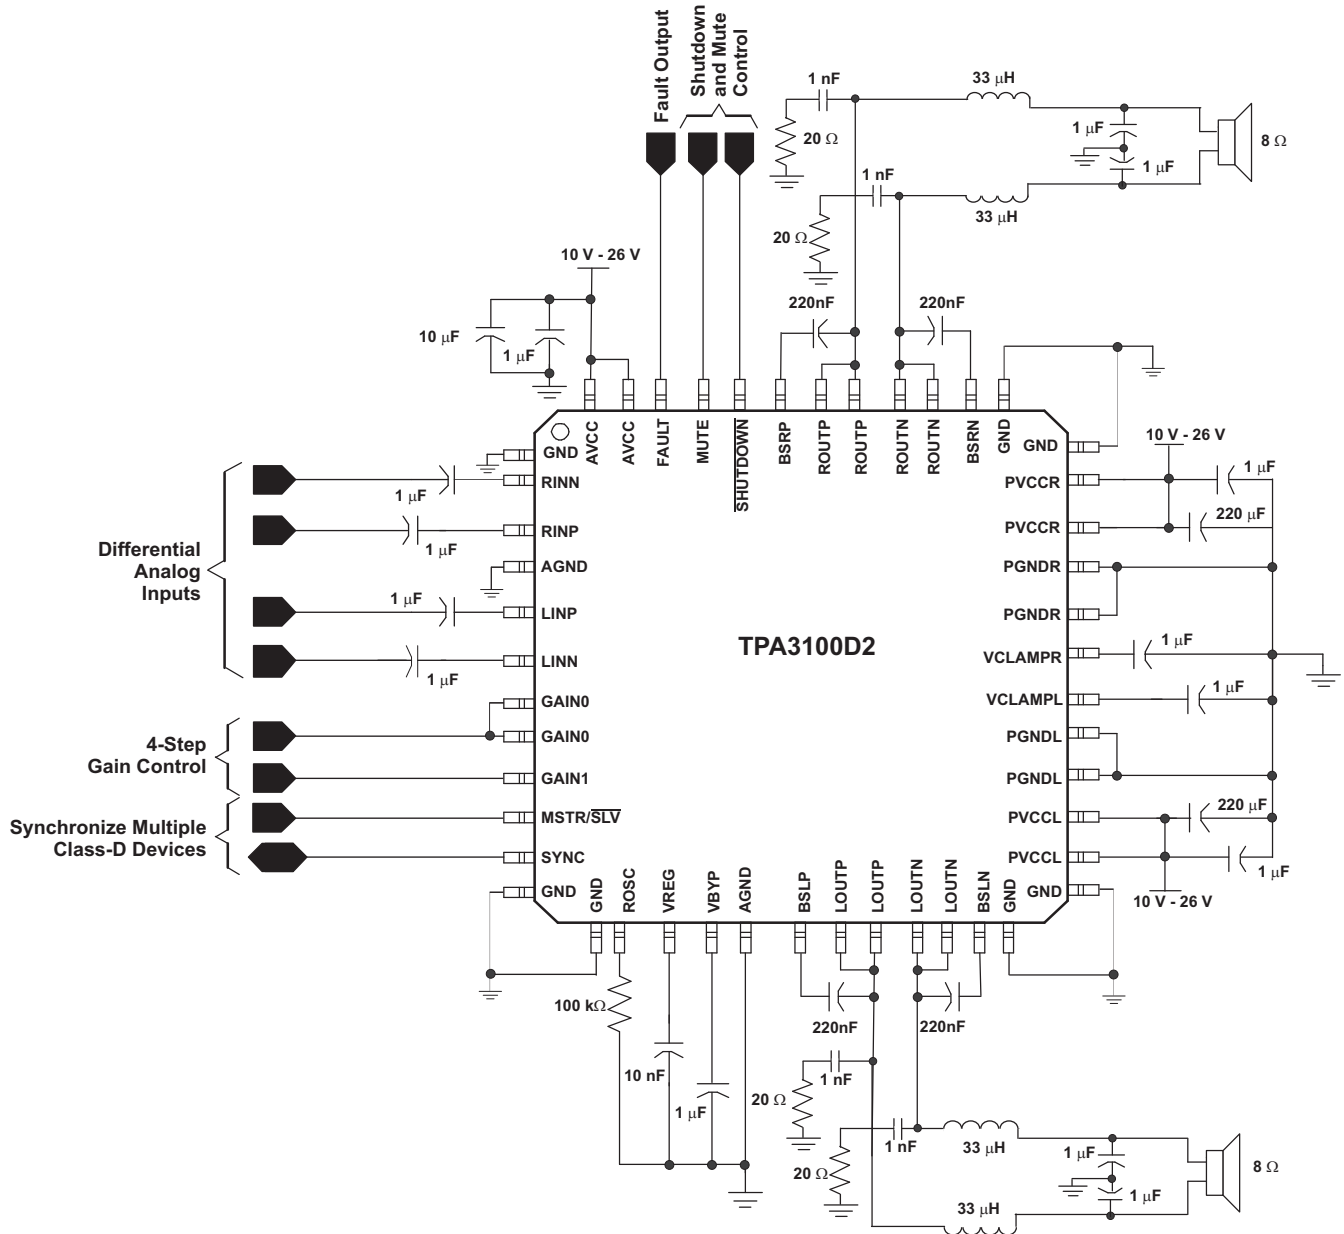 Fault Output
Shutdown
and Mute
Control
1 nF
33 μH
20 Ω
1 μF
1 μF
8 Ω
1 nF
20 Ω
33 μH
10 V - 26 V
10 μF
1 μF
220nF
220nF
AVCC
AVCC
FAULT
MUTE
SHUTDOWN
BSRP
ROUTP
ROUTP
ROUTN
ROUTN
BSRN
GND
GND
RINN
RINP
AGND
LINP
LINN
GAIN0
GAIN0
GAIN1
MSTR/SLV
SYNC
GND
1 μF
1 μF
1 μF
1 μF
Differential
Analog
Inputs
4-Step
Gain Control
Synchronize Multiple
Class-D Devices
TPA3100D2
GND
PVCCR
PVCCR
PGNDR
PGNDR
VCLAMPR
VCLAMPL
PGNDL
PGNDL
PVCCL
PVCCL
GND
10 V - 26 V
1 μF
220 μF
1 μF
1 μF
220 μF
1 μF
10 V - 26 V
GND
ROSC
VREG
VBYP
AGND
BSLP
LOUTP
LOUTP
LOUTN
LOUTN
BSLN
GND
100 kΩ
10 nF
1 μF
220nF
220nF
1 nF
20 Ω
1 nF
20 Ω
33 μH
1 μF
1 μF
8 Ω
33 μH